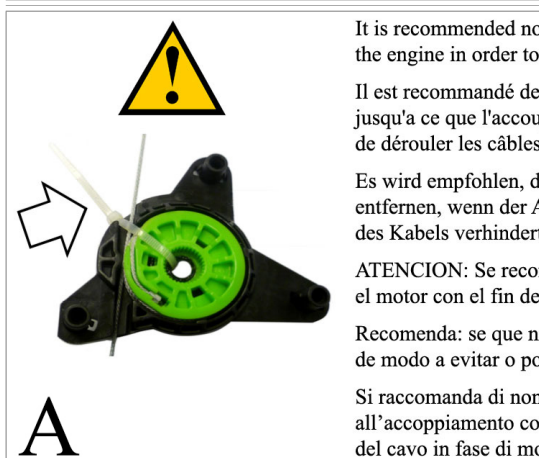 It is recommended no
the engine in order to
Il est recommandé de
jusqu'a ce que l'accou
de dérouler les câbles
Es wird empfohlen, d
entfernen, wenn der A
des Kabels verhindert
ATENCION: Se reco
el motor con el fin de
Recomenda: se que n
de modo a evitar o po
Si raccomanda di non
all’accoppiamento co
del cavo in fase di mo
A